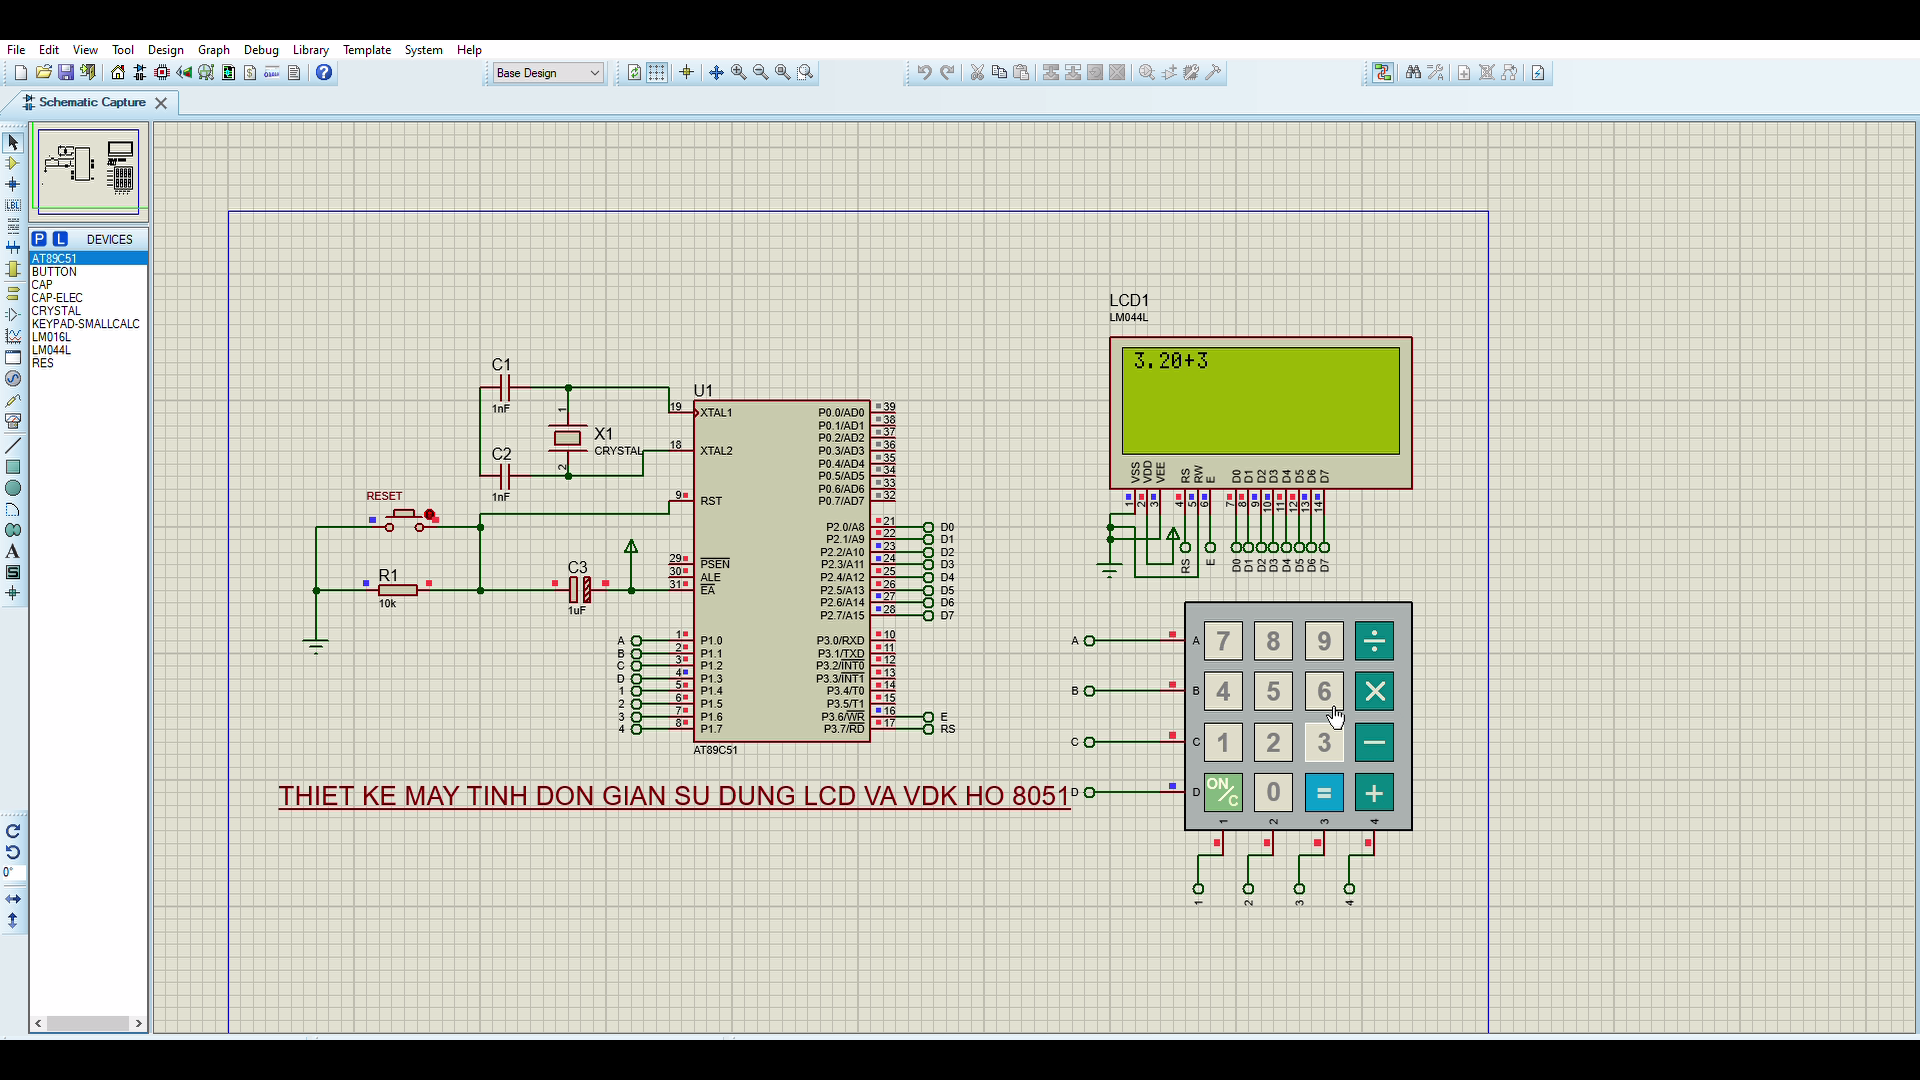 File Edit View Tool Design Graph Debug Library Template System Help
Base Design
Schematic Capture
P L DEVICES
AT89C51
BUTTON
CAP
CAP-ELEC
CRYSTAL
KEYPAD-SMALLCALC
LM016L
LM044L
RES
LBL
A
S
0°
LCD1
LM044L
3.20+3
VSS
VDD
VEE
RS
RW
E
D0
D1
D2
D3
D4
D5
D6
D7
1
2
3
4
5
6
7
8
9
10
11
12
13
14
RS
E
D0
D1
D2
D3
D4
D5
D6
D7
C1
1nF
C2
1nF
X1
CRYSTAL
1
2
RESET
R1
10k
C3
1uF
U1
19 XTAL1
18 XTAL2
9 RST
29 PSEN
30 ALE
31 EA
A 1 P1.0
B 2 P1.1
C 3 P1.2
D 4 P1.3
1 5 P1.4
2 6 P1.5
3 7 P1.6
4 8 P1.7
P0.0/AD0 39
P0.1/AD1 38
P0.2/AD2 37
P0.3/AD3 36
P0.4/AD4 35
P0.5/AD5 34
P0.6/AD6 33
P0.7/AD7 32
P2.0/A8 21 D0
P2.1/A9 22 D1
P2.2/A10 23 D2
P2.3/A11 24 D3
P2.4/A12 25 D4
P2.5/A13 26 D5
P2.6/A14 27 D6
P2.7/A15 28 D7
P3.0/RXD 10
P3.1/TXD 11
P3.2/INT0 12
P3.3/INT1 13
P3.4/T0 14
P3.5/T1 15
P3.6/WR 16 E
P3.7/RD 17 RS
AT89C51
THIET KE MAY TINH DON GIAN SU DUNG LCD VA VDK HO 8051
A A 7 8 9 ÷
B B 4 5 6 ×
C C 1 2 3 −
D D ON/C 0 = +
1 2 3 4
1 2 3 4